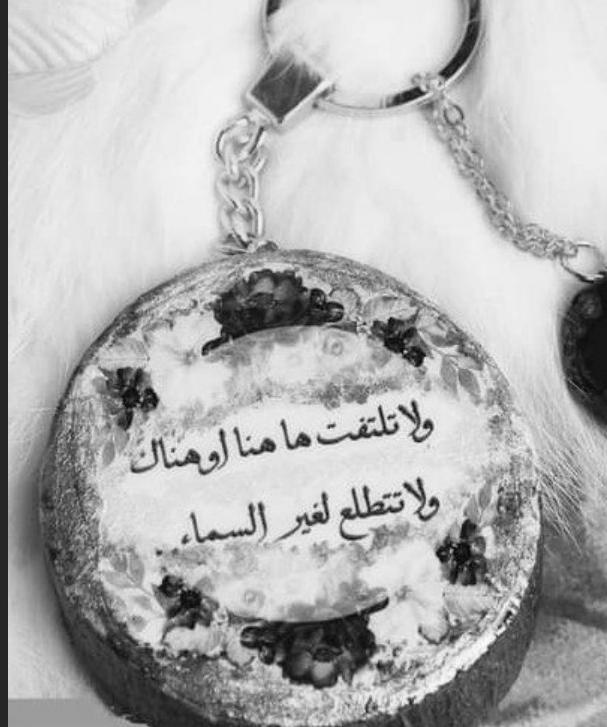 ولا تلتفت ها هنا او هناك
ولا تتطلع لغير السماء..